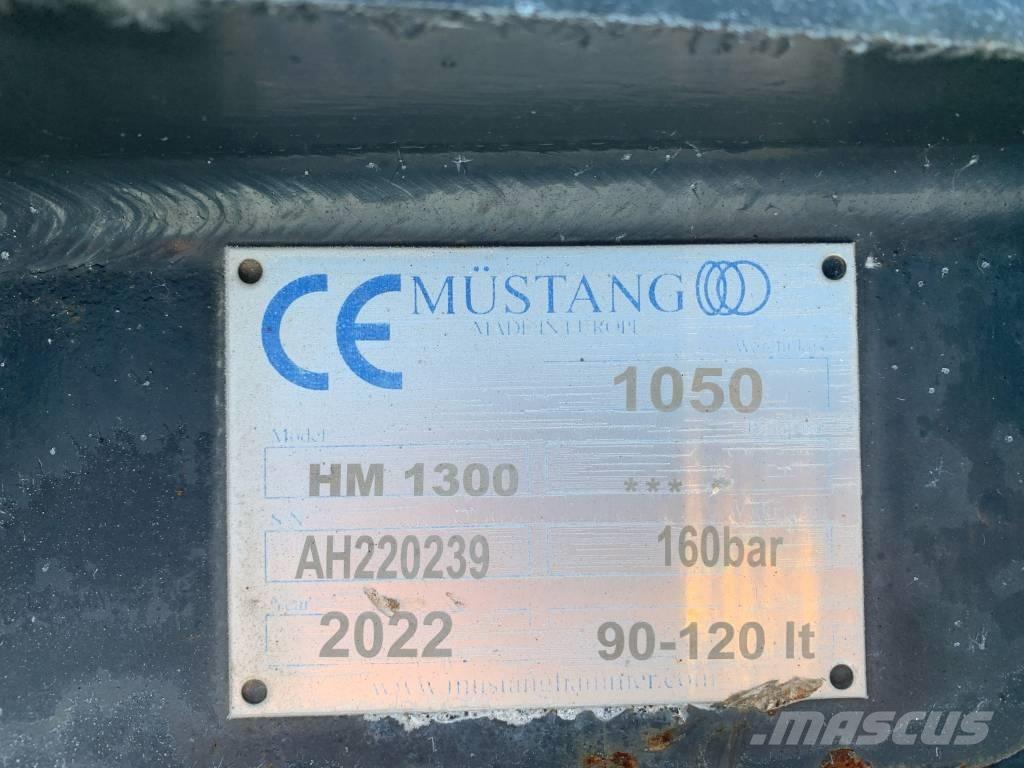 CE MÜSTANG
MADE IN EUROPE
1050
Model
HM 1300 ***
S/N
AH220239 160bar
Year
2022 90-120 lt
www.mustanghammer.com
MASCUS